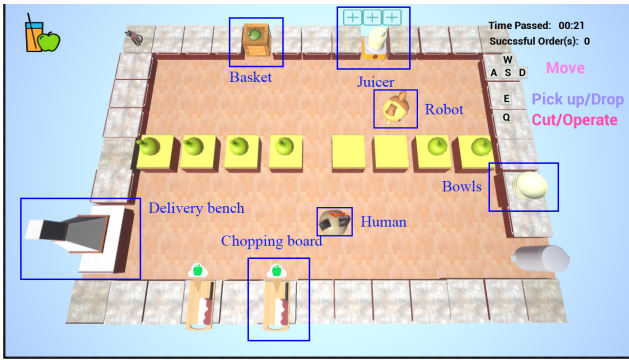 Time Passed: 00:21
Succssful Order(s): 0
W
A S D
Move
E
Pick up/Drop
Q
Cut/Operate
Basket
Juicer
Robot
Bowls
Delivery bench
Human
Chopping board